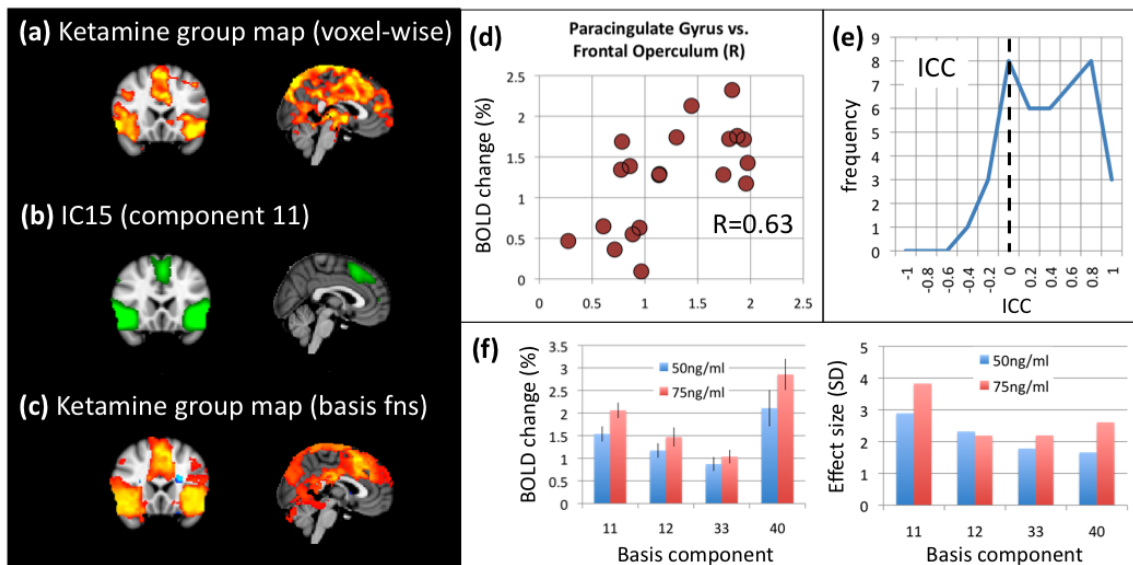 (a) Ketamine group map (voxel-wise)
(b) IC15 (component 11)
(c) Ketamine group map (basis fns)
(d)
Paracingulate Gyrus vs.
Frontal Operculum (R)
BOLD change (%)
2.5
2
1.5
1
0.5
0
R=0.63
0 0.5 1 1.5 2 2.5
(e)
ICC
frequency
9
8
7
6
5
4
3
2
1
0
-1 -0.8 -0.6 -0.4 -0.2 0 0.2 0.4 0.6 0.8 1
ICC
(f)
BOLD change (%)
3.5
3
2.5
2
1.5
1
0.5
0
50ng/ml
75ng/ml
11 12 33 40
Basis component
Effect size (SD)
5
4
3
2
1
0
50ng/ml
75ng/ml
11 12 33 40
Basis component